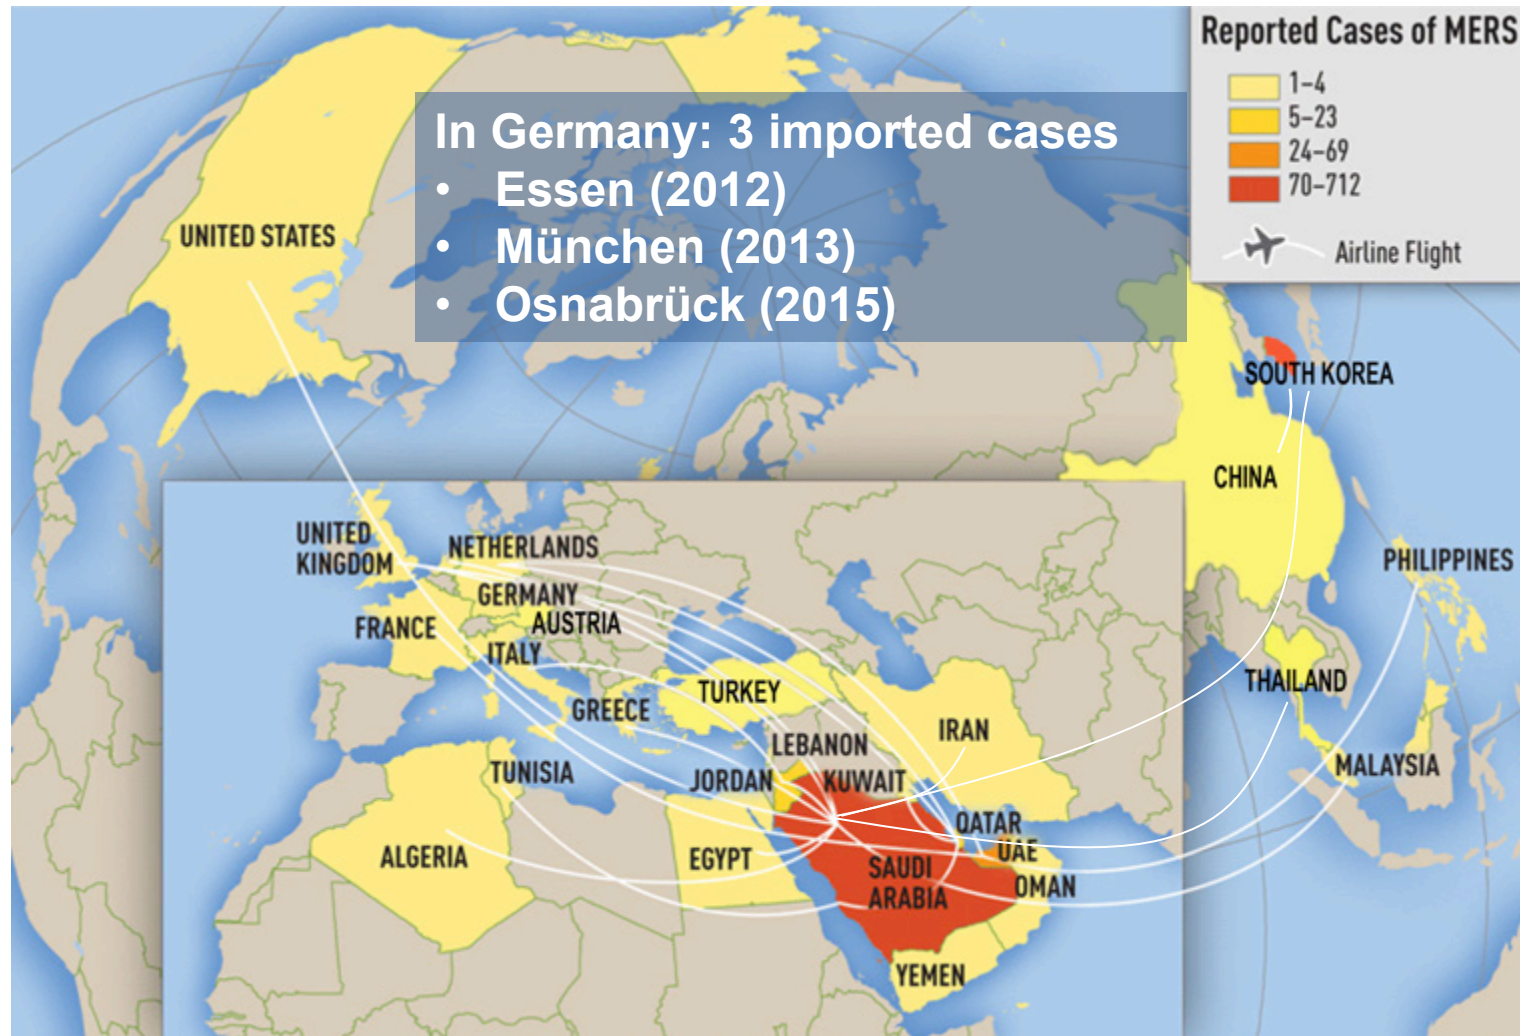 Reported Cases of MERS
1–4
5–23
24–69
70–712
Airline Flight
In Germany: 3 imported cases
• Essen (2012)
• München (2013)
• Osnabrück (2015)
UNITED STATES
SOUTH KOREA
CHINA
PHILIPPINES
THAILAND
MALAYSIA
UNITED
KINGDOM
NETHERLANDS
GERMANY
AUSTRIA
FRANCE
ITALY
GREECE
TURKEY
IRAN
LEBANON
TUNISIA
JORDAN
KUWAIT
QATAR
UAE
ALGERIA
EGYPT
SAUDI
ARABIA
OMAN
YEMEN